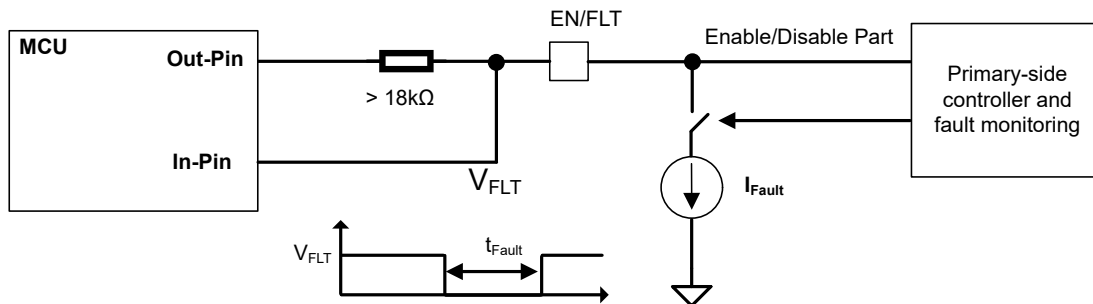 EN/FLT
MCU
Out-Pin
Enable/Disable Part
> 18kΩ
Primary-side
controller and
fault monitoring
In-Pin
VFLT
IFault
VFLT
tFault